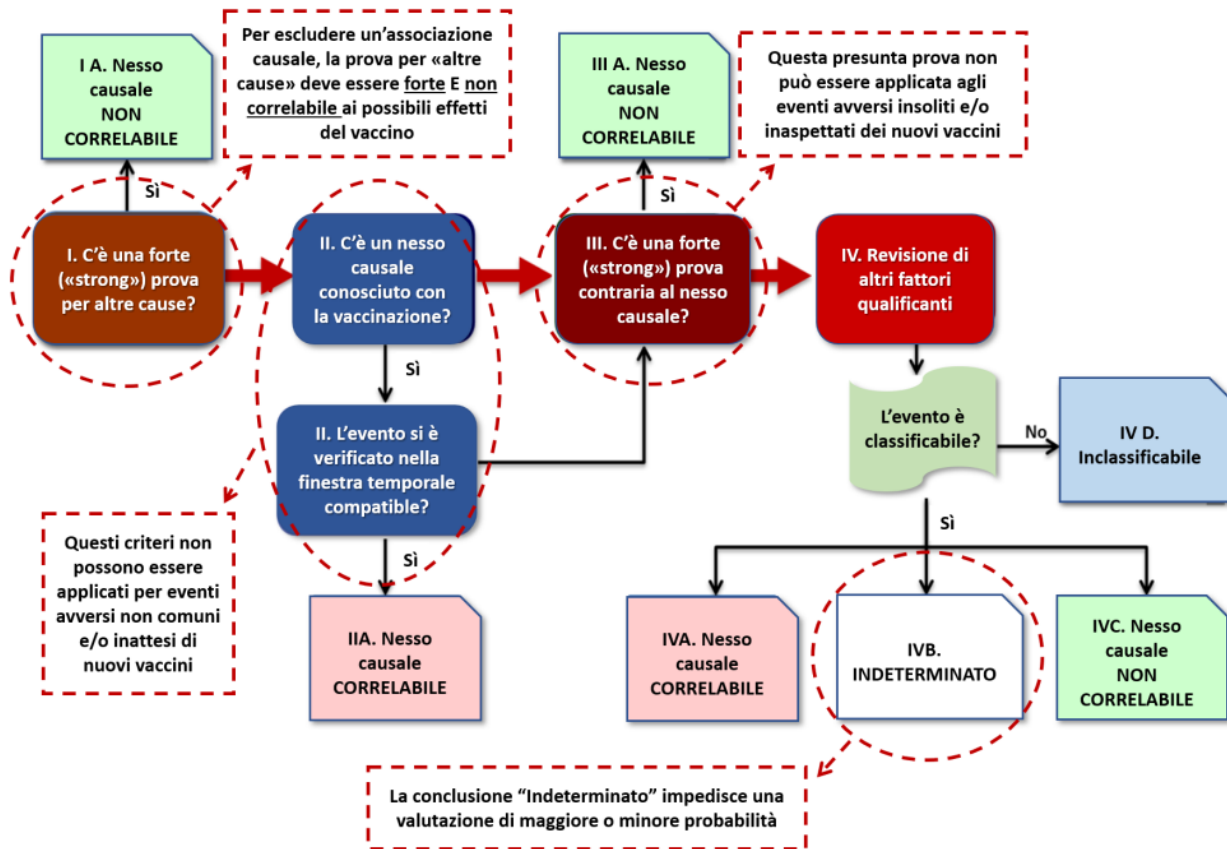 I A. Nesso
causale
NON
CORRELABILE
Per escludere un'associazione
causale, la prova per «altre
cause» deve essere forte E non
correlabile ai possibili effetti
del vaccino
III A. Nesso
causale
NON
CORRELABILE
Questa presunta prova non
può essere applicata agli
eventi avversi insoliti e/o
inaspettati dei nuovi vaccini
Sì
Sì
I. C'è una forte
(«strong») prova
per altre cause?
II. C'è un nesso
causale
conosciuto con
la vaccinazione?
III. C'è una forte
(«strong») prova
contraria al nesso
causale?
IV. Revisione di
altri fattori
qualificanti
Sì
II. L'evento si è
verificato nella
finestra temporale
compatible?
L'evento è
classificabile?
No
IV D.
Inclassificabile
Sì
Sì
Questi criteri non
possono essere
applicati per eventi
avversi non comuni
e/o inattesi di
nuovi vaccini
IIA. Nesso
causale
CORRELABILE
IVA. Nesso
causale
CORRELABILE
IVB.
INDETERMINATO
IVC. Nesso
causale
NON
CORRELABILE
La conclusione "Indeterminato" impedisce una
valutazione di maggiore o minore probabilità